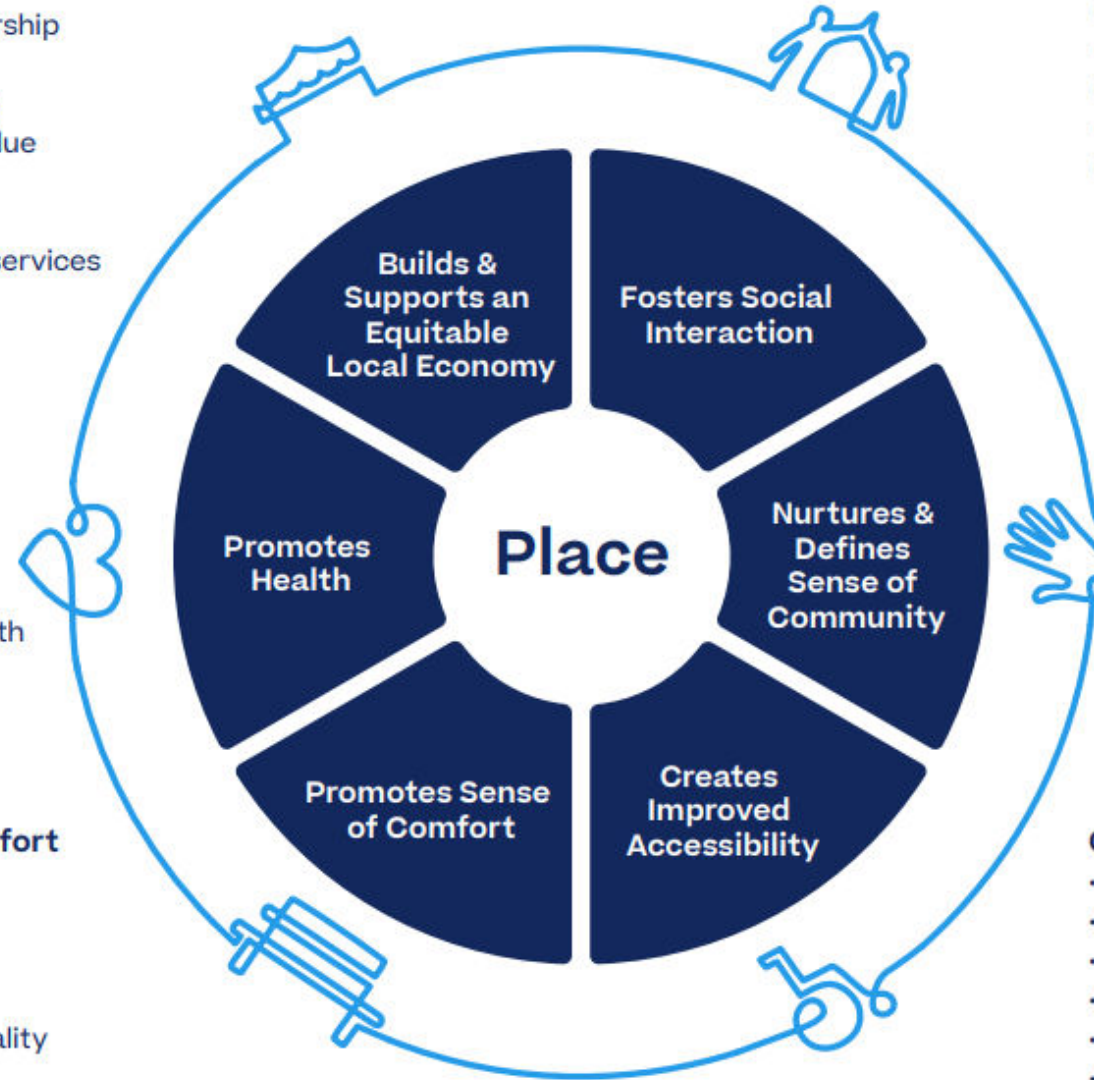 rship
lue
services
th
fort
ality
Builds &
Supports an
Equitable
Local Economy
Fosters Social
Interaction
Promotes
Health
Place
Nurtures &
Defines
Sense of
Community
Promotes Sense
of Comfort
Creates
Improved
Accessibility